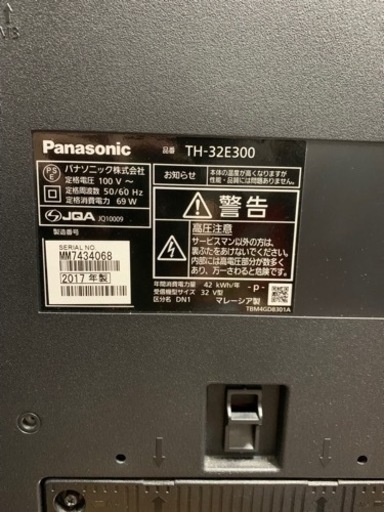 Panasonic 品番 TH-32E300
PSE
パナソニック株式会社
定格電圧 100 V～
定格周波数 50/60 Hz
定格消費電力 69 W
JQA JQ10009
製造番号
SERIAL NO.
MM7434068
2017 年製
お知らせ
本体の温度が高くなりますが
性能・品質には問題ありません。
警告
高圧注意
サービスマン以外の方は、
裏ぶたをあけないでください。
内部には高電圧部分が数多く
あり、万一さわると危険です。
年間消費電力量 42 kWh/年
受信機型サイズ 32 V型
区分名 DN1
-p-
マレーシア製
TBM4GD8301A